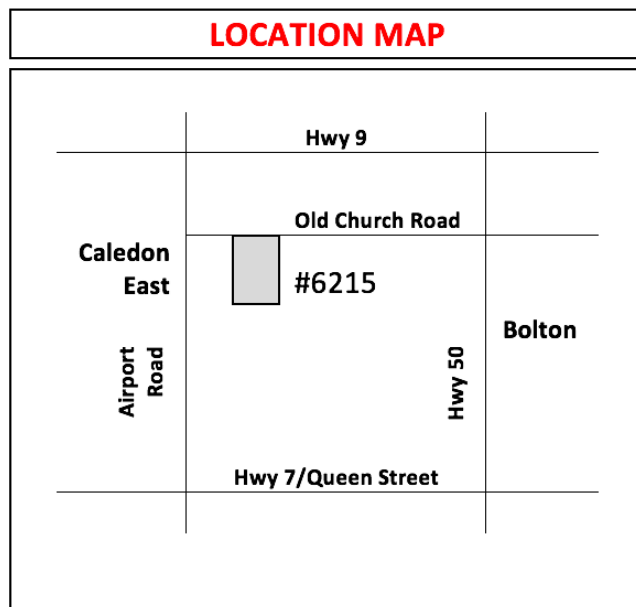 LOCATION MAP
Hwy 9
Old Church Road
Caledon
East
#6215
Bolton
Airport
Road
Hwy 50
Hwy 7/Queen Street